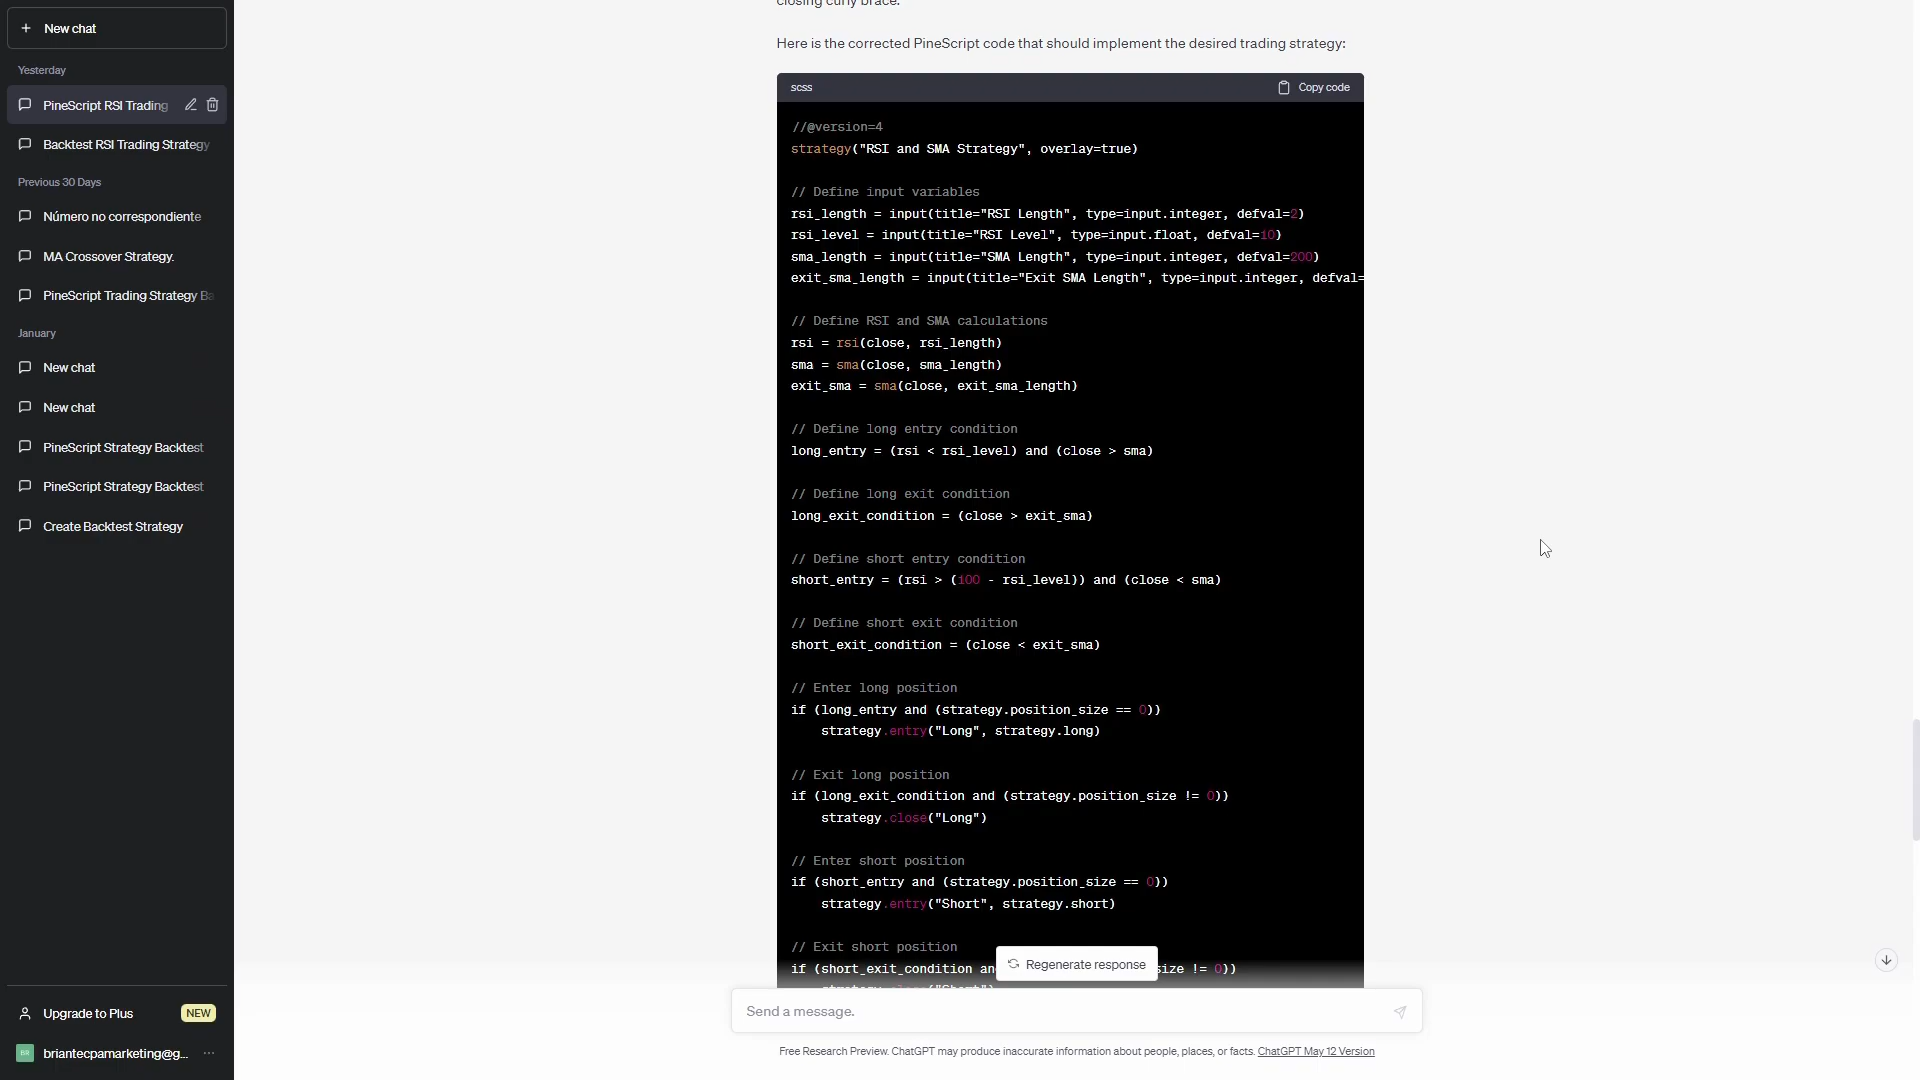 New chat
Yesterday
PineScript RSI Trading
Backtest RSI Trading Strategy
Previous 30 Days
Número no correspondiente
MA Crossover Strategy.
PineScript Trading Strategy Ba
January
New chat
New chat
PineScript Strategy Backtest
PineScript Strategy Backtest
Create Backtest Strategy
Upgrade to Plus NEW
BR briantecpamarketing@g... ...
closing curly brace.
Here is the corrected PineScript code that should implement the desired trading strategy:
scss Copy code
//@version=4
strategy("RSI and SMA Strategy", overlay=true)
// Define input variables
rsi_length = input(title="RSI Length", type=input.integer, defval=2)
rsi_level = input(title="RSI Level", type=input.float, defval=10)
sma_length = input(title="SMA Length", type=input.integer, defval=200)
exit_sma_length = input(title="Exit SMA Length", type=input.integer, defval=
// Define RSI and SMA calculations
rsi = rsi(close, rsi_length)
sma = sma(close, sma_length)
exit_sma = sma(close, exit_sma_length)
// Define long entry condition
long_entry = (rsi < rsi_level) and (close > sma)
// Define long exit condition
long_exit_condition = (close > exit_sma)
// Define short entry condition
short_entry = (rsi > (100 - rsi_level)) and (close < sma)
// Define short exit condition
short_exit_condition = (close < exit_sma)
// Enter long position
if (long_entry and (strategy.position_size == 0))
    strategy.entry("Long", strategy.long)
// Exit long position
if (long_exit_condition and (strategy.position_size != 0))
    strategy.close("Long")
// Enter short position
if (short_entry and (strategy.position_size == 0))
    strategy.entry("Short", strategy.short)
// Exit short position
if (short_exit_condition an size != 0))
    strategy.close("Short")
Regenerate response
Send a message.
Free Research Preview. ChatGPT may produce inaccurate information about people, places, or facts. ChatGPT May 12 Version